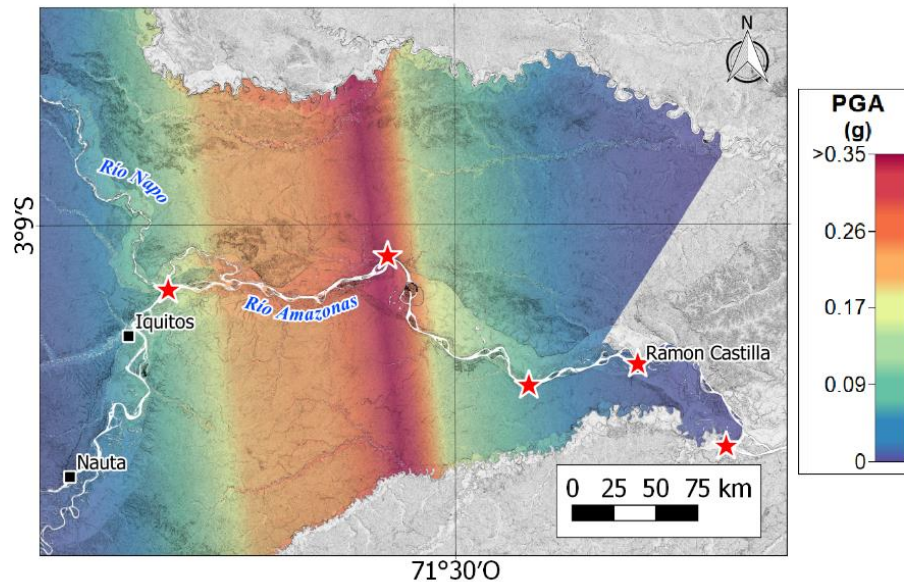 N
PGA
(g)
>0.35
0.26
0.17
0.09
0
Río Napo
3°9'S
Río Amazonas
Iquitos
Ramon Castilla
Nauta
0 25 50 75 km
71°30'O